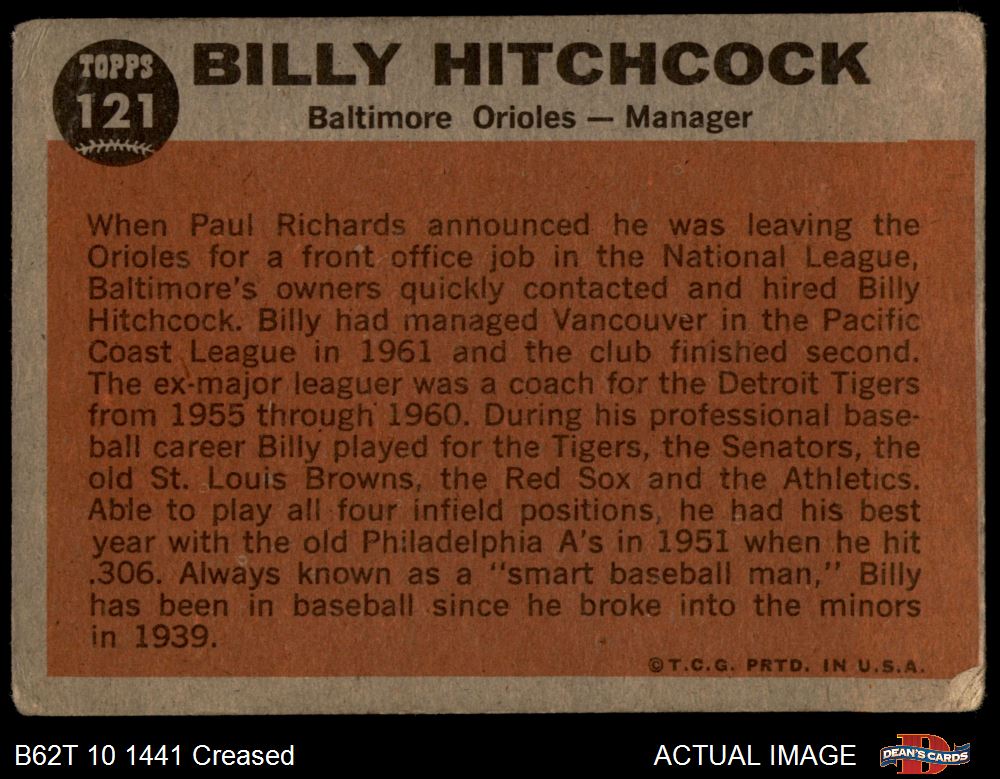 TOPPS
121
BILLY HITCHCOCK
Baltimore Orioles — Manager
When Paul Richards announced he was leaving the
Orioles for a front office job in the National League,
Baltimore's owners quickly contacted and hired Billy
Hitchcock. Billy had managed Vancouver in the Pacific
Coast League in 1961 and the club finished second.
The ex-major leaguer was a coach for the Detroit Tigers
from 1955 through 1960. During his professional base-
ball career Billy played for the Tigers, the Senators, the
old St. Louis Browns, the Red Sox and the Athletics.
Able to play all four infield positions, he had his best
year with the old Philadelphia A's in 1951 when he hit
.306. Always known as a "smart baseball man," Billy
has been in baseball since he broke into the minors
in 1939.
©T.C.G. PRTD. IN U.S.A.
B62T 10 1441 Creased
ACTUAL IMAGE
D
DEAN'S CARDS